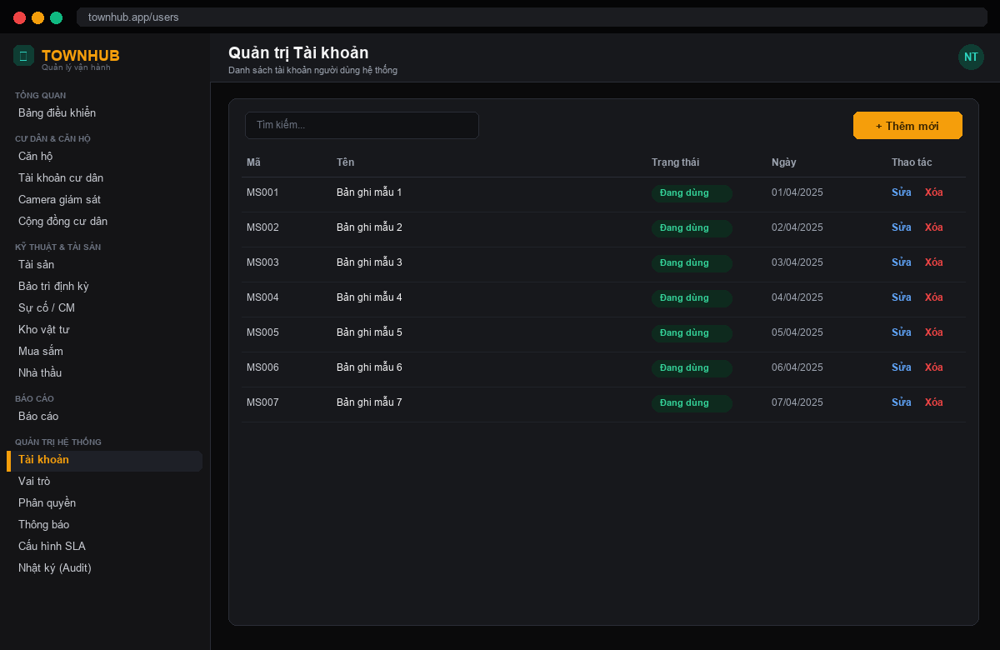 townhub.app/users
TOWNHUB
Quản lý vận hành
TỔNG QUAN
Bảng điều khiển
CƯ DÂN & CĂN HỘ
Căn hộ
Tài khoản cư dân
Camera giám sát
Cộng đồng cư dân
KỸ THUẬT & TÀI SẢN
Tài sản
Bảo trì định kỳ
Sự cố / CM
Kho vật tư
Mua sắm
Nhà thầu
BÁO CÁO
Báo cáo
QUẢN TRỊ HỆ THỐNG
Tài khoản
Vai trò
Phân quyền
Thông báo
Cấu hình SLA
Nhật ký (Audit)
Quản trị Tài khoản
Danh sách tài khoản người dùng hệ thống
NT
Tìm kiếm...
+ Thêm mới
Mã Tên Trạng thái Ngày Thao tác
MS001 Bản ghi mẫu 1 Đang dùng 01/04/2025 Sửa Xóa
MS002 Bản ghi mẫu 2 Đang dùng 02/04/2025 Sửa Xóa
MS003 Bản ghi mẫu 3 Đang dùng 03/04/2025 Sửa Xóa
MS004 Bản ghi mẫu 4 Đang dùng 04/04/2025 Sửa Xóa
MS005 Bản ghi mẫu 5 Đang dùng 05/04/2025 Sửa Xóa
MS006 Bản ghi mẫu 6 Đang dùng 06/04/2025 Sửa Xóa
MS007 Bản ghi mẫu 7 Đang dùng 07/04/2025 Sửa Xóa